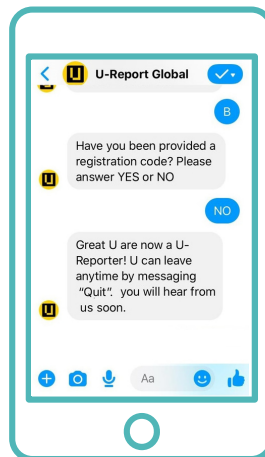 U-Report Global
B
Have you been provided a
registration code? Please
answer YES or NO
NO
Great U are now a U-
Reporter! U can leave
anytime by messaging
“Quit”. you will hear from
us soon.
Aa